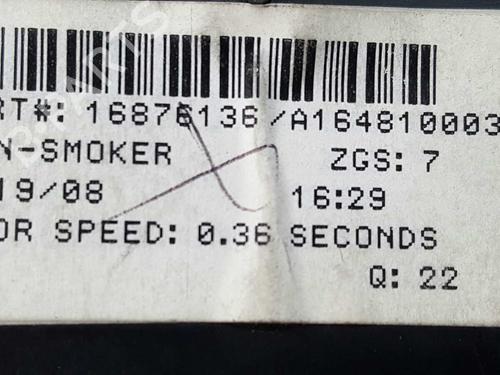 RT#: 16876136/A164810003
N-SMOKER ZGS: 7
19/08 16:29
OR SPEED: 0.36 SECONDS
Q: 22